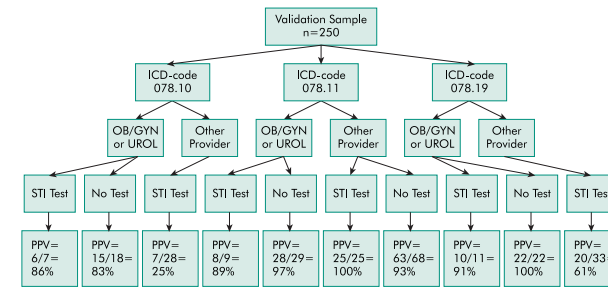 Validation Sample
n=250
ICD-code
078.10
ICD-code
078.11
ICD-code
078.19
OB/GYN
or UROL
Other
Provider
OB/GYN
or UROL
Other
Provider
OB/GYN
or UROL
Other
Provider
STI Test
No Test
STI Test
STI Test
No Test
STI Test
No Test
STI Test
No Test
STI Test
PPV=
6/7=
86%
PPV=
15/18=
83%
PPV=
7/28=
25%
PPV=
8/9=
89%
PPV=
28/29=
97%
PPV=
25/25=
100%
PPV=
63/68=
93%
PPV=
10/11=
91%
PPV=
22/22=
100%
PPV=
20/33=
61%